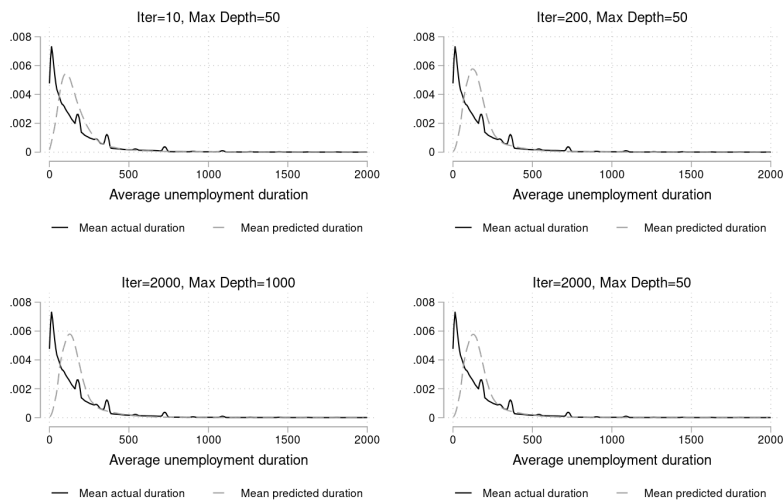 Iter=10, Max Depth=50
.008
.006
.004
.002
0
0 500 1000 1500 2000
Average unemployment duration
Mean actual duration Mean predicted duration
Iter=200, Max Depth=50
.008
.006
.004
.002
0
0 500 1000 1500 2000
Average unemployment duration
Mean actual duration Mean predicted duration
Iter=2000, Max Depth=1000
.008
.006
.004
.002
0
0 500 1000 1500 2000
Average unemployment duration
Mean actual duration Mean predicted duration
Iter=2000, Max Depth=50
.008
.006
.004
.002
0
0 500 1000 1500 2000
Average unemployment duration
Mean actual duration Mean predicted duration